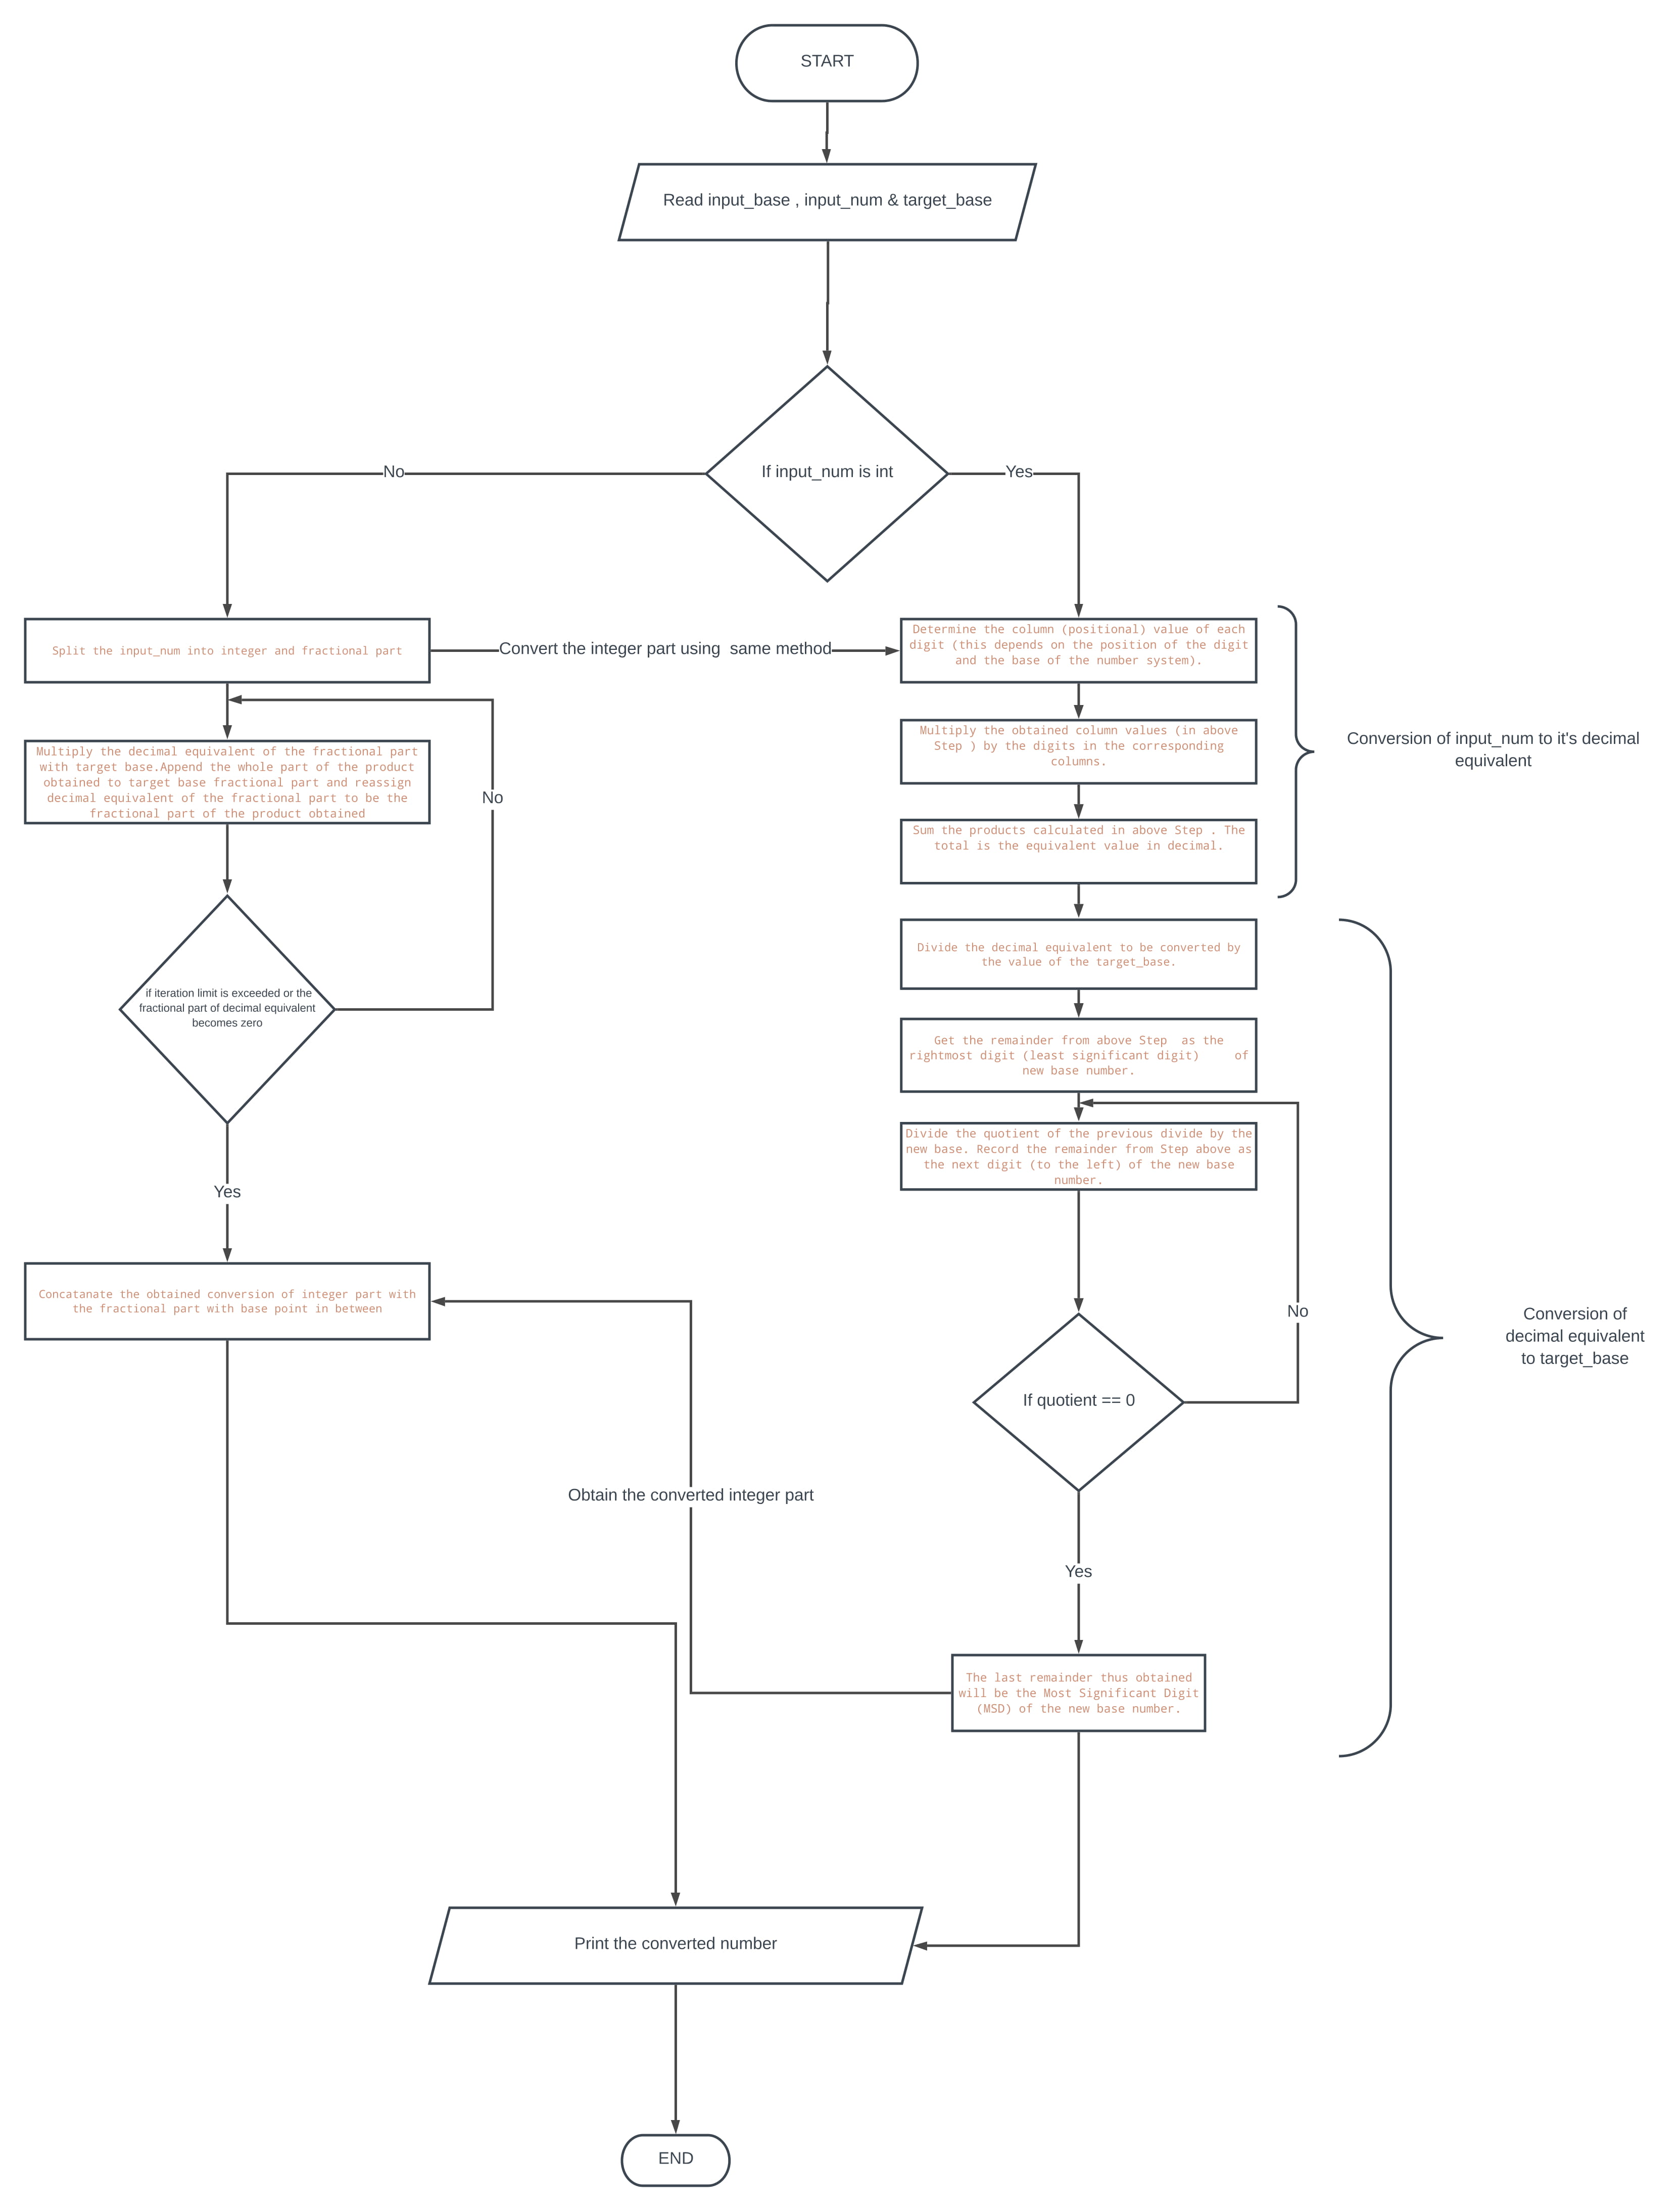 START
Read input_base , input_num & target_base
If input_num is int
No
Yes
Split the input_num into integer and fractional part
Convert the integer part using  same method
Determine the column (positional) value of each
digit (this depends on the position of the digit
and the base of the number system).
Multiply the obtained column values (in above
Step ) by the digits in the corresponding
columns.
Conversion of input_num to it's decimal
equivalent
Multiply the decimal equivalent of the fractional part
with target base.Append the whole part of the product
obtained to target base fractional part and reassign
decimal equivalent of the fractional part to be the
fractional part of the product obtained
No
Sum the products calculated in above Step . The
total is the equivalent value in decimal.
Divide the decimal equivalent to be converted by
the value of the target_base.
if iteration limit is exceeded or the
fractional part of decimal equivalent
becomes zero
Get the remainder from above Step  as the
rightmost digit (least significant digit)     of
new base number.
Divide the quotient of the previous divide by the
new base. Record the remainder from Step above as
the next digit (to the left) of the new base
number.
Yes
Concatanate the obtained conversion of integer part with
the fractional part with base point in between
No
Conversion of
decimal equivalent
to target_base
If quotient == 0
Obtain the converted integer part
Yes
The last remainder thus obtained
will be the Most Significant Digit
(MSD) of the new base number.
Print the converted number
END